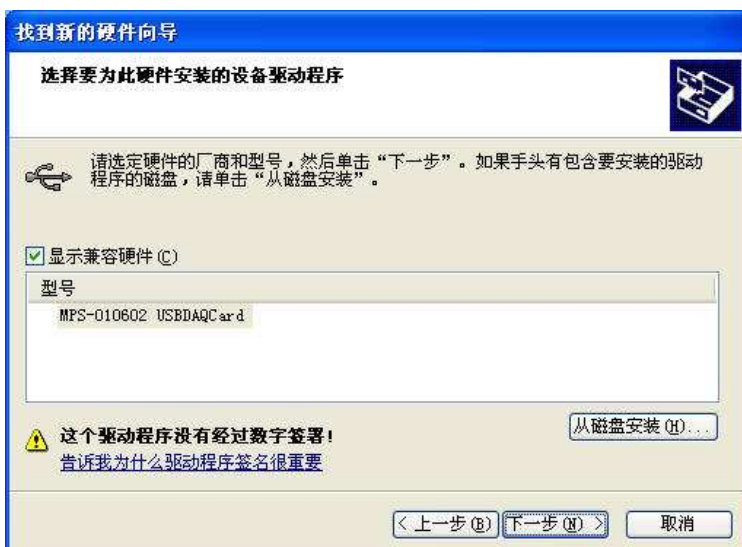 找到新的硬件向导
选择要为此硬件安装的设备驱动程序
请选定硬件的厂商和型号，然后单击“下一步”。如果手头有包含要安装的驱动
程序的磁盘，请单击“从磁盘安装”。
显示兼容硬件(C)
型号
MPS-010602 USBDAQCard
这个驱动程序没有经过数字签署!
从磁盘安装(H)...
告诉我为什么驱动程序签名很重要
< 上一步(B) 下一步(N) > 取消